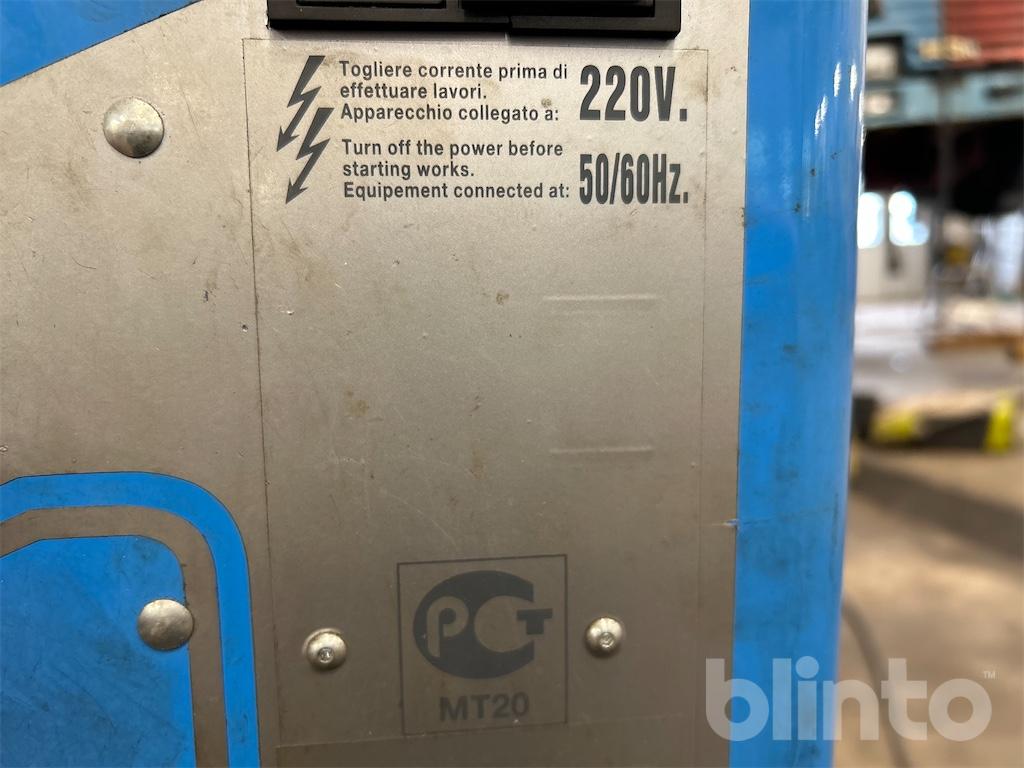 Togliere corrente prima di
effettuare lavori.
Apparecchio collegato a: 220V.
Turn off the power before
starting works.
Equipement connected at: 50/60Hz.
PCT
MT20
blinto™